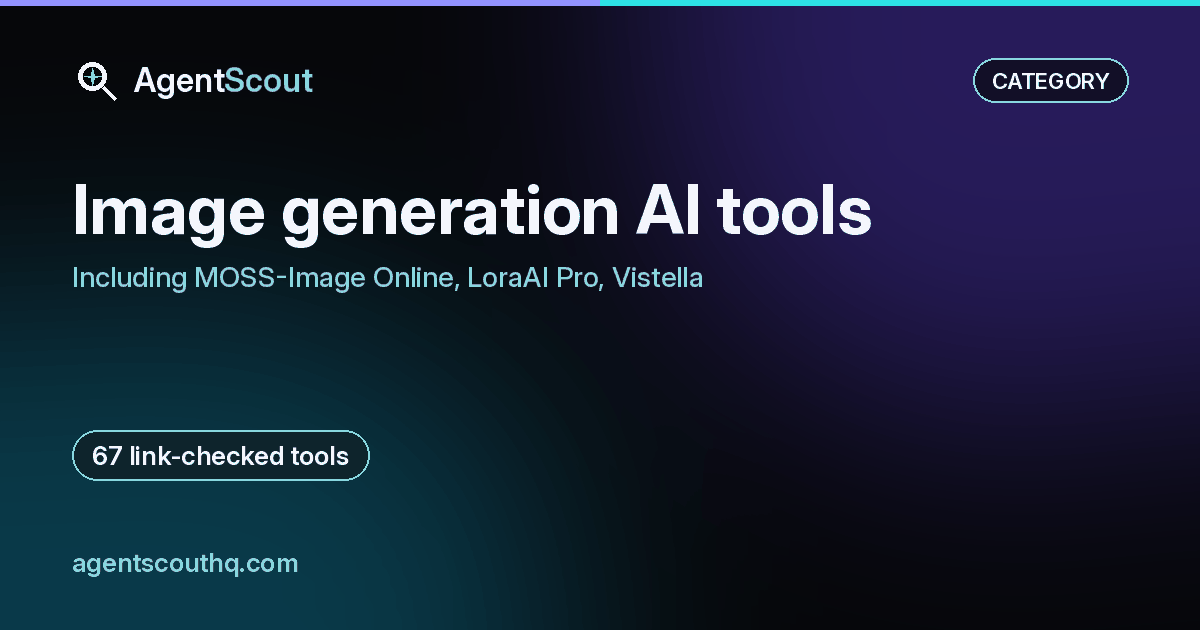 AgentScout
CATEGORY
Image generation AI tools
Including MOSS-Image Online, LoraAI Pro, Vistella
67 link-checked tools
agentscouthq.com